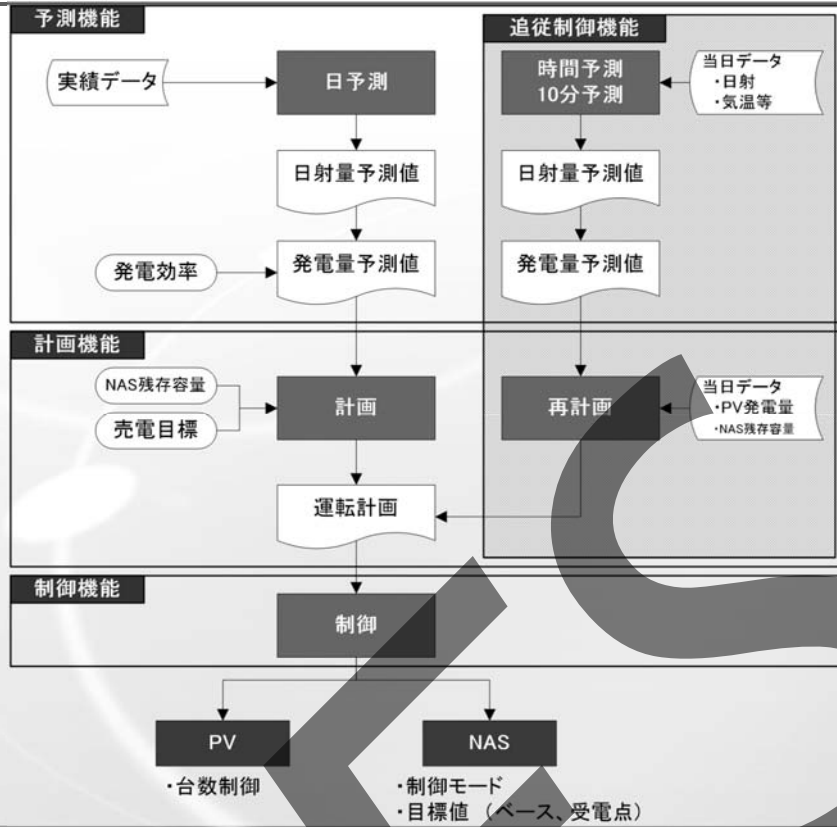 予測機能
追従制御機能
実績データ
日予測
時間予測
10分予測
当日データ
・日射
・気温等
日射量予測値
日射量予測値
発電効率
発電量予測値
発電量予測値
計画機能
NAS残存容量
売電目標
計画
再計画
当日データ
・PV発電量
・NAS残存容量
運転計画
制御機能
制御
PV
NAS
・台数制御
・制御モード
・目標値 （ベース、受電点）